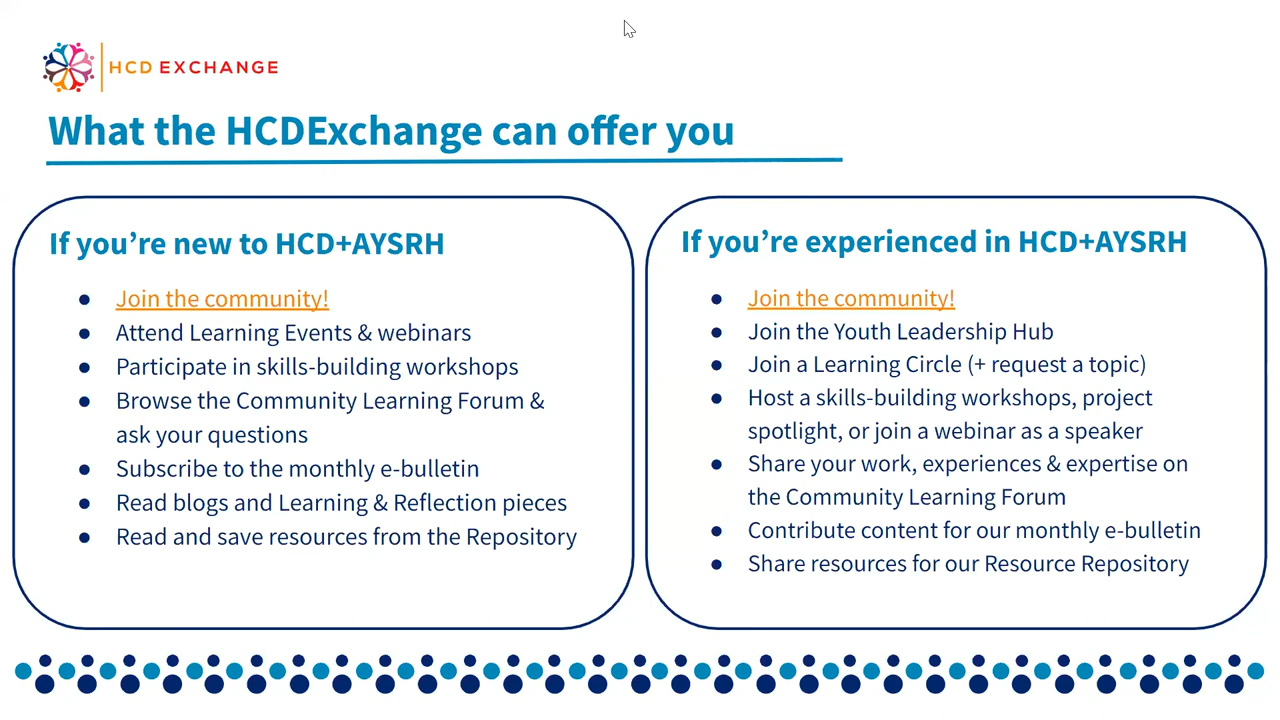 HCD EXCHANGE
What the HCDExchange can offer you
If you’re new to HCD+AYSRH
● Join the community!
● Attend Learning Events & webinars
● Participate in skills-building workshops
● Browse the Community Learning Forum &
ask your questions
● Subscribe to the monthly e-bulletin
● Read blogs and Learning & Reflection pieces
● Read and save resources from the Repository
If you’re experienced in HCD+AYSRH
● Join the community!
● Join the Youth Leadership Hub
● Join a Learning Circle (+ request a topic)
● Host a skills-building workshops, project
spotlight, or join a webinar as a speaker
● Share your work, experiences & expertise on
the Community Learning Forum
● Contribute content for our monthly e-bulletin
● Share resources for our Resource Repository